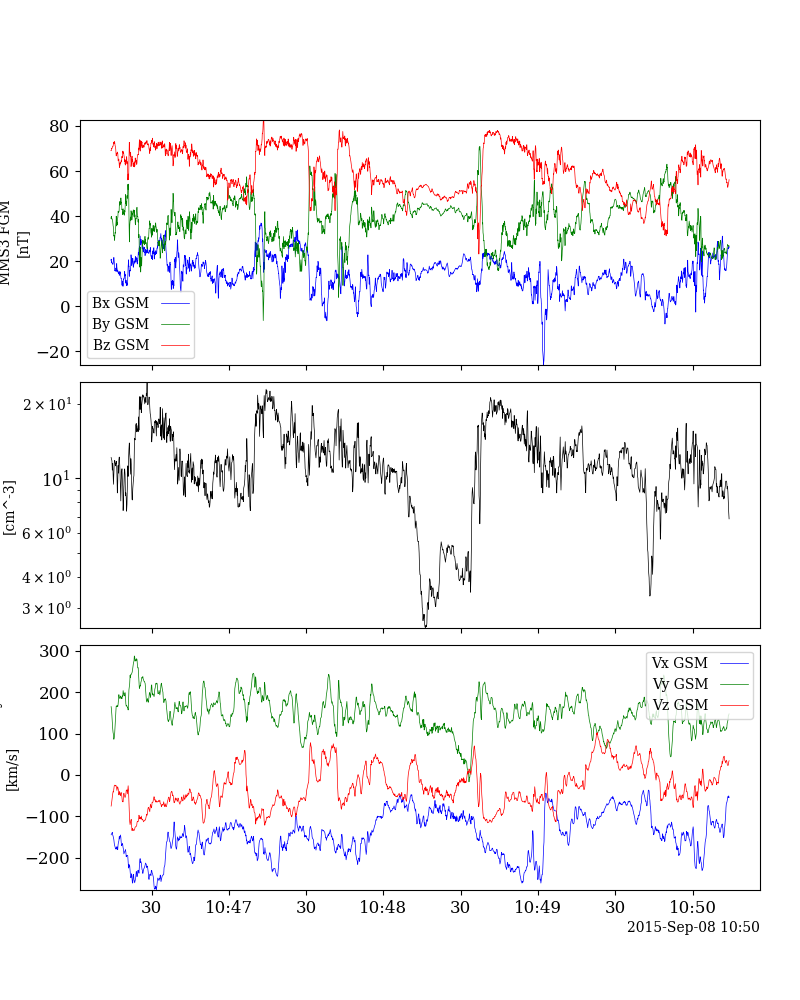 80
60
40
20
0
−20
MMS3 FGM
[nT]
Bx GSM
By GSM
Bz GSM
2 × 10¹
10¹
6 × 10⁰
4 × 10⁰
3 × 10⁰
[cm^-3]
300
200
100
0
−100
−200
[km/s]
Vx GSM
Vy GSM
Vz GSM
30 10:47 30 10:48 30 10:49 30 10:50
2015-Sep-08 10:50